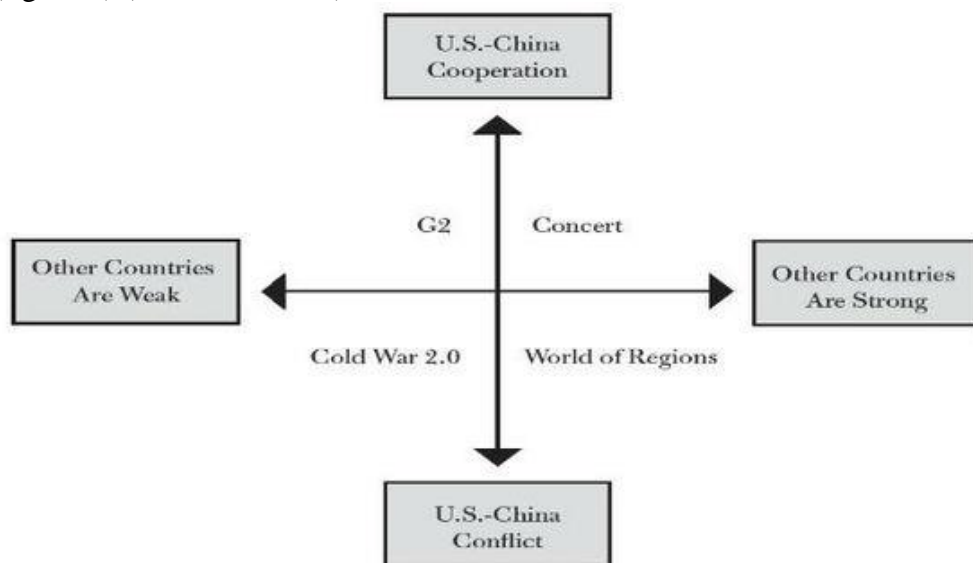 U.S.-China
Cooperation
G2
Concert
Other Countries
Are Weak
Other Countries
Are Strong
Cold War 2.0
World of Regions
U.S.-China
Conflict